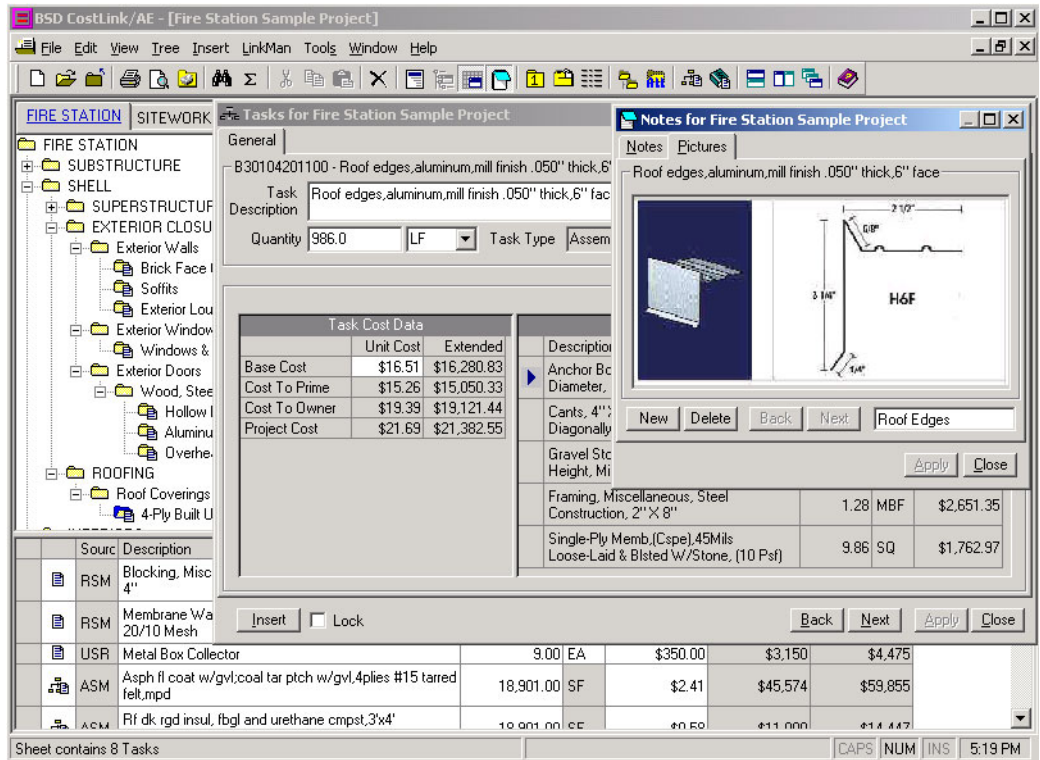 BSD CostLink/AE - [Fire Station Sample Project]
File Edit View Tree Insert LinkMan Tools Window Help
FIRE STATION SITEWORK
FIRE STATION
SUBSTRUCTURE
SHELL
SUPERSTRUCTUR
EXTERIOR CLOSU
Exterior Walls
Brick Face
Soffits
Exterior Lou
Exterior Window
Windows &
Exterior Doors
Wood, Stee
Hollow
Aluminu
Overhe
ROOFING
Roof Coverings
4-Ply Built U
Tasks for Fire Station Sample Project
General
B30104201100 - Roof edges,aluminum,mill finish .050" thick,6"
Task Description Roof edges,aluminum,mill finish .050" thick,6" fac
Quantity 986.0 LF Task Type Assem
Task Cost Data
Unit Cost Extended
Base Cost $16.51 $16,280.83
Cost To Prime $15.26 $15,050.33
Cost To Owner $19.39 $19,121.44
Project Cost $21.69 $21,382.55
Description
Anchor Bo
Diameter,
Cants, 4"
Diagonally
Gravel Sto
Height, Mi
Framing, Miscellaneous, Steel
Construction, 2" X 8" 1.28 MBF $2,651.35
Single-Ply Memb,(Cspe),45Mils
Loose-Laid & Blsted W/Stone, (10 Psf) 9.86 SQ $1,762.97
Insert Lock Back Next Apply Close
Notes for Fire Station Sample Project
Notes Pictures
Roof edges,aluminum,mill finish .050" thick,6" face
2 1/2"
5/8"
3 1/4"
H6F
1/4"
New Delete Back Next Roof Edges
Apply Close
Sourc Description
RSM Blocking, Misc
4"
RSM Membrane Wa
20/10 Mesh
USR Metal Box Collector 9.00 EA $350.00 $3,150 $4,475
ASM Asph fl coat w/gvl;coal tar ptch w/gvl,4plies #15 tarred
felt,mpd 18,901.00 SF $2.41 $45,574 $59,855
ASM Rf dk rgd insul, fbgl and urethane cmpst,3'x4' 18,901.00 SF $0.58 $11,000 $14,447
Sheet contains 8 Tasks CAPS NUM INS 5:19 PM